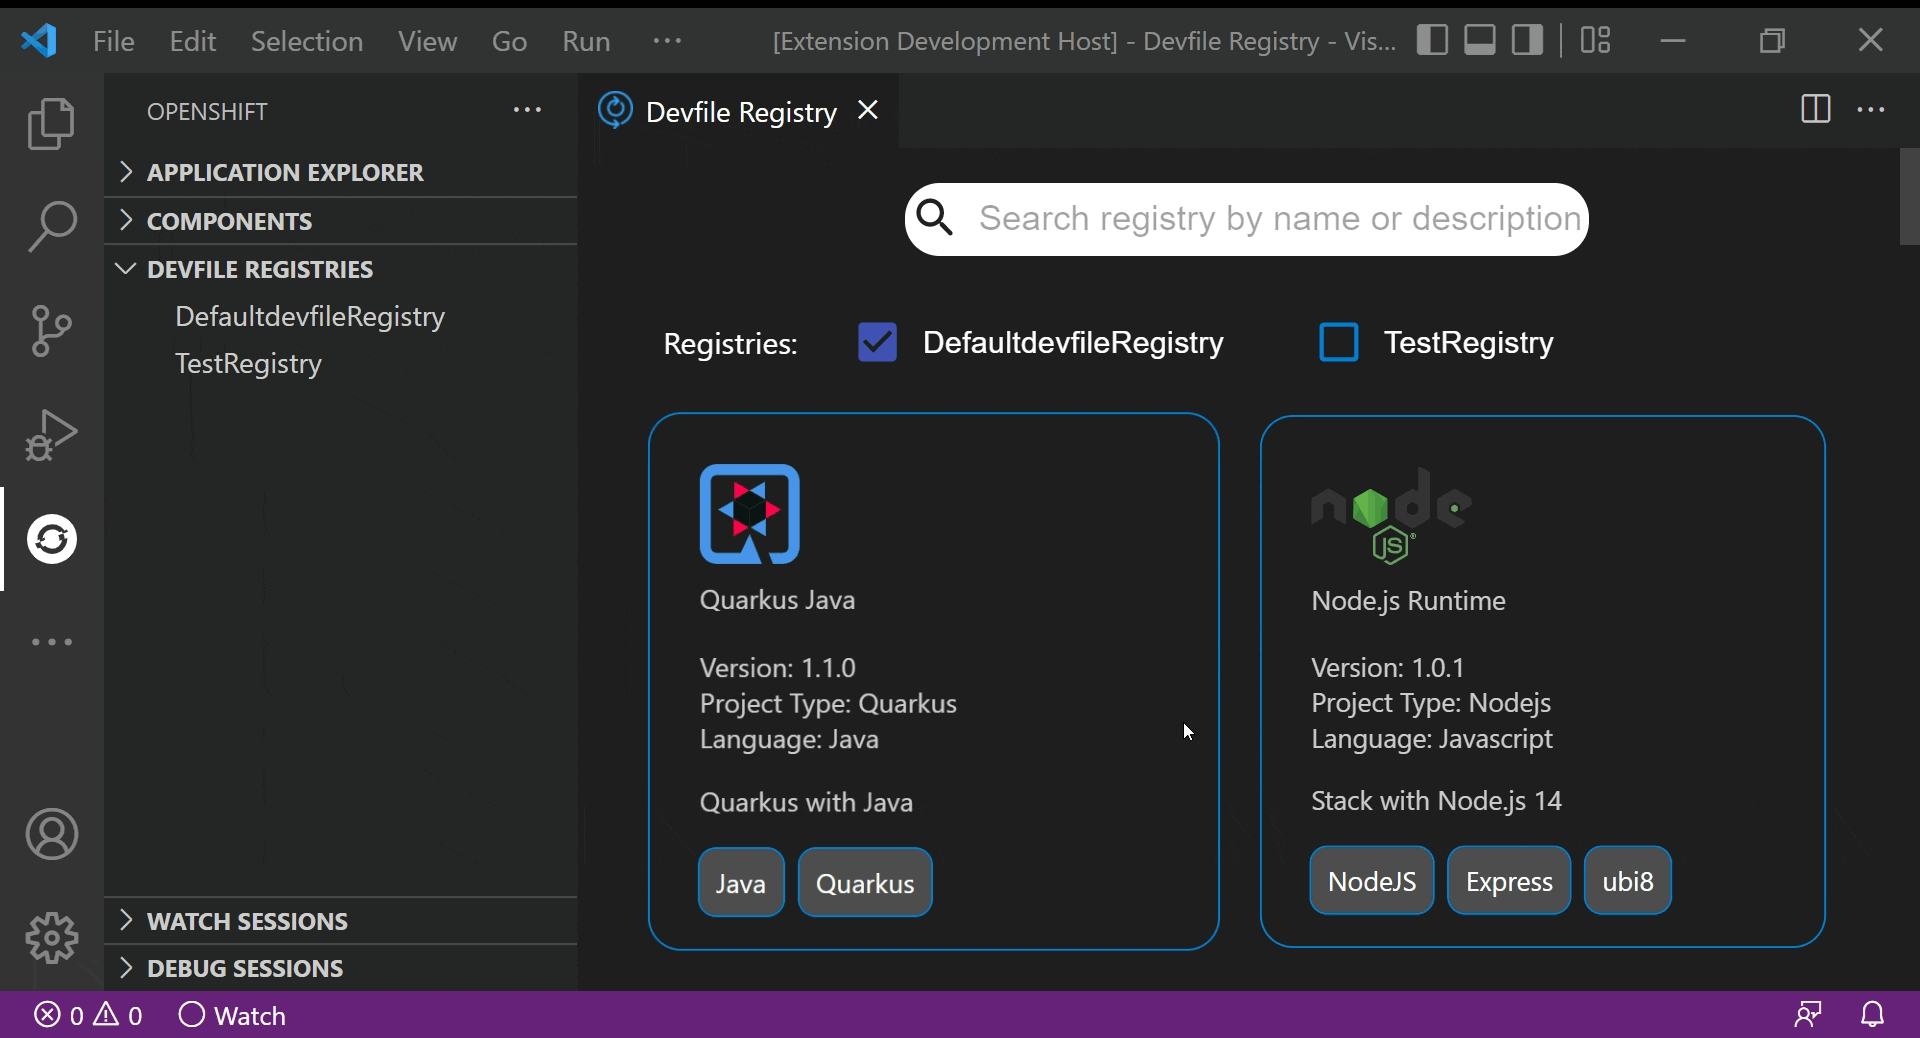 File Edit Selection View Go Run ··· [Extension Development Host] - Devfile Registry - Vis...
OPENSHIFT ···
APPLICATION EXPLORER
COMPONENTS
DEVFILE REGISTRIES
DefaultdevfileRegistry
TestRegistry
WATCH SESSIONS
DEBUG SESSIONS
Devfile Registry
Search registry by name or description
Registries: DefaultdevfileRegistry TestRegistry
Quarkus Java
Version: 1.1.0
Project Type: Quarkus
Language: Java
Quarkus with Java
Java Quarkus
node
JS
Node.js Runtime
Version: 1.0.1
Project Type: Nodejs
Language: Javascript
Stack with Node.js 14
NodeJS Express ubi8
0 0 Watch